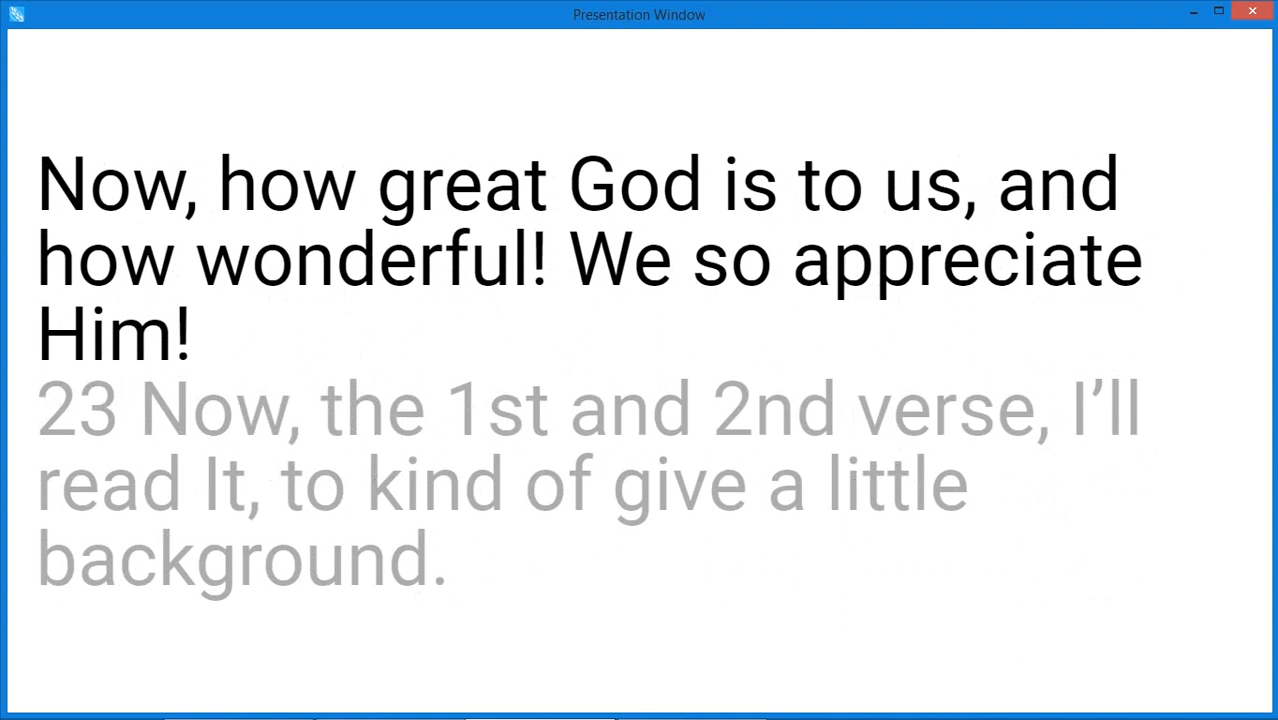 Presentation Window
Now, how great God is to us, and
how wonderful! We so appreciate
Him!
23 Now, the 1st and 2nd verse, I’ll
read It, to kind of give a little
background.